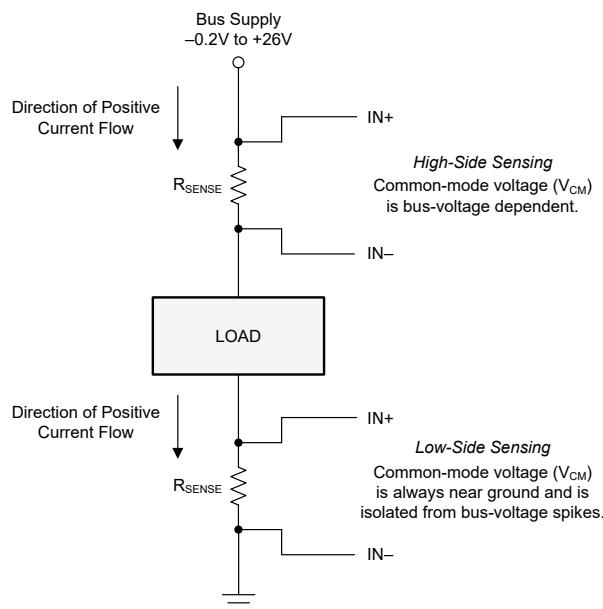 Bus Supply
–0.2V to +26V
Direction of Positive
Current Flow
IN+
RSENSE
High-Side Sensing
Common-mode voltage (VCM)
is bus-voltage dependent.
IN–
LOAD
Direction of Positive
Current Flow
IN+
RSENSE
Low-Side Sensing
Common-mode voltage (VCM)
is always near ground and is
isolated from bus-voltage spikes.
IN–